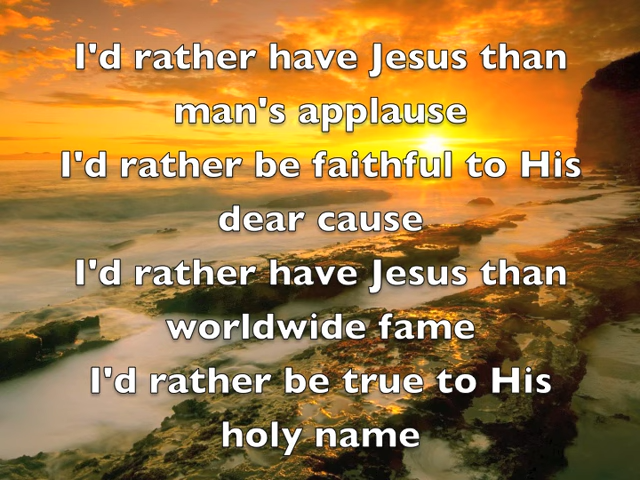 I'd rather have Jesus than
man's applause
I'd rather be faithful to His
dear cause
I'd rather have Jesus than
worldwide fame
I'd rather be true to His
holy name